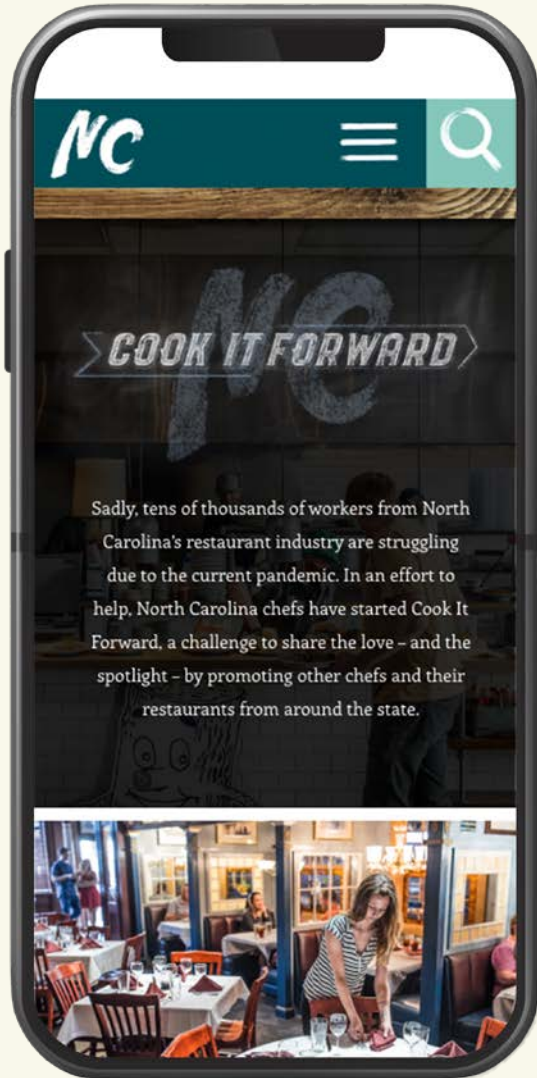 NC
NC
COOK IT FORWARD
Sadly, tens of thousands of workers from North
Carolina's restaurant industry are struggling
due to the current pandemic. In an effort to
help, North Carolina chefs have started Cook It
Forward, a challenge to share the love – and the
spotlight – by promoting other chefs and their
restaurants from around the state.